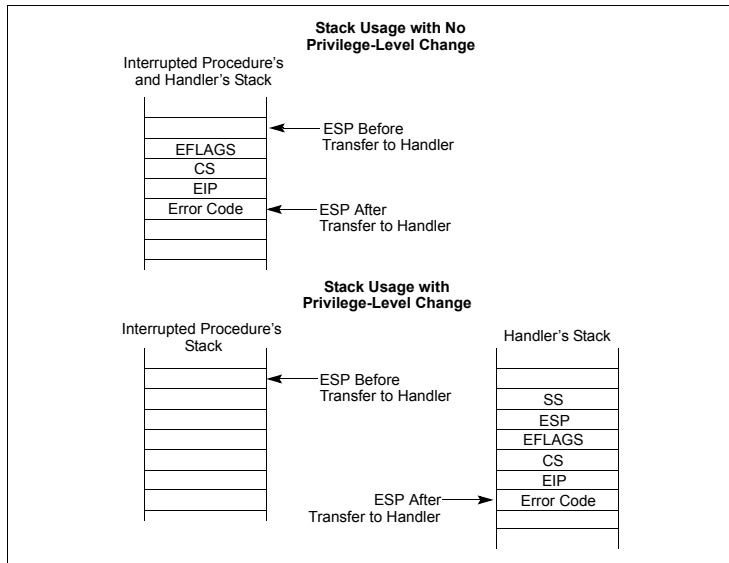 Stack Usage with No
Privilege-Level Change
Interrupted Procedure’s
and Handler’s Stack
ESP Before
Transfer to Handler
EFLAGS
CS
EIP
Error Code
ESP After
Transfer to Handler
Stack Usage with
Privilege-Level Change
Interrupted Procedure’s
Stack
Handler’s Stack
ESP Before
Transfer to Handler
SS
ESP
EFLAGS
CS
EIP
ESP After
Transfer to Handler
Error Code